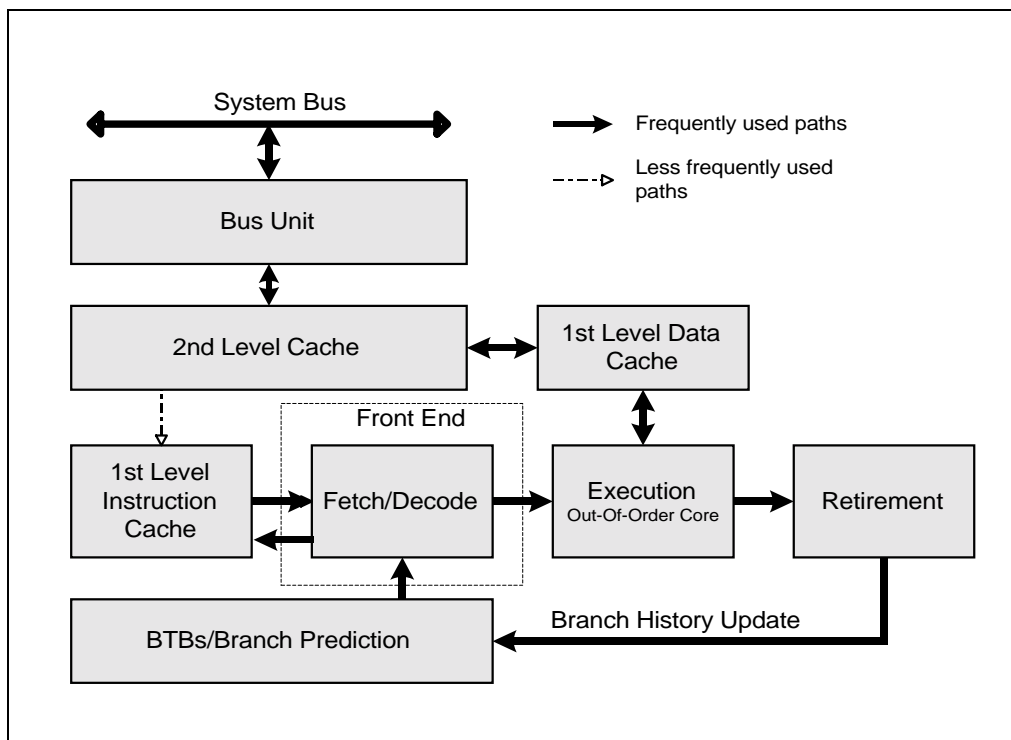 System Bus
Frequently used paths
Less frequently used
paths
Bus Unit
2nd Level Cache
1st Level Data
Cache
Front End
1st Level
Instruction
Cache
Fetch/Decode
Execution
Out-Of-Order Core
Retirement
BTBs/Branch Prediction
Branch History Update